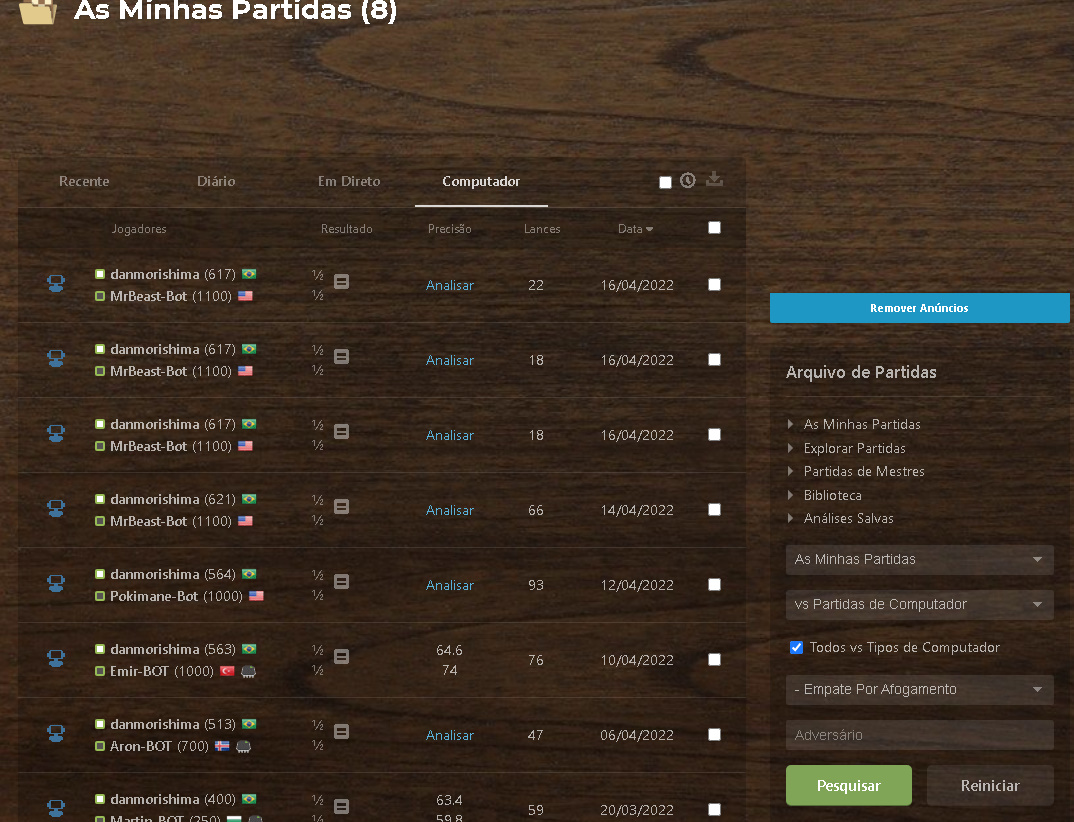 As Minhas Partidas (8)
Recente Diário Em Direto Computador
Jogadores Resultado Precisão Lances Data
danmorishima (617) ½ Analisar 22 16/04/2022
MrBeast-Bot (1100) ½
danmorishima (617) ½ Analisar 18 16/04/2022
MrBeast-Bot (1100) ½
danmorishima (617) ½ Analisar 18 16/04/2022
MrBeast-Bot (1100) ½
danmorishima (621) ½ Analisar 66 14/04/2022
MrBeast-Bot (1100) ½
danmorishima (564) ½ Analisar 93 12/04/2022
Pokimane-Bot (1000) ½
danmorishima (563) ½ 64.6 76 10/04/2022
Emir-BOT (1000) ½ 74
danmorishima (513) ½ Analisar 47 06/04/2022
Aron-BOT (700) ½
danmorishima (400) ½ 63.4 59 20/03/2022
Martin-BOT (250) ½ 59.8
Remover Anúncios
Arquivo de Partidas
As Minhas Partidas
Explorar Partidas
Partidas de Mestres
Biblioteca
Análises Salvas
As Minhas Partidas
vs Partidas de Computador
Todos vs Tipos de Computador
- Empate Por Afogamento
Adversário
Pesquisar Reiniciar